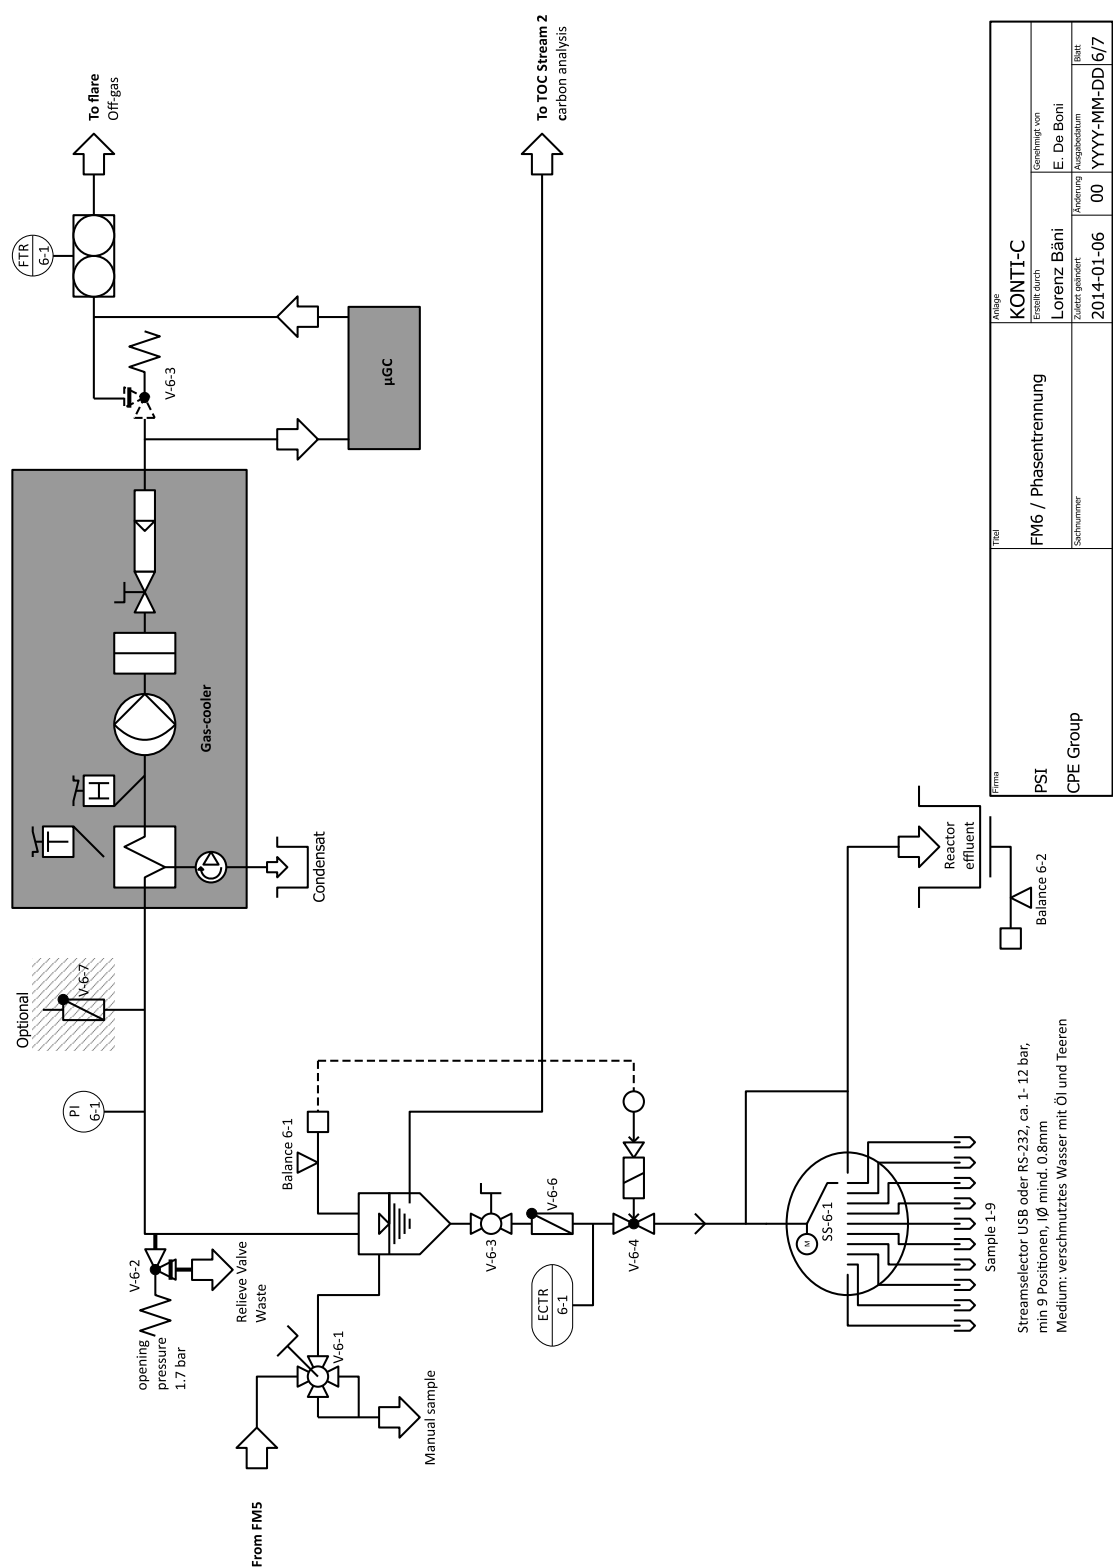 From FM5
Manual sample
V-6-1
opening
pressure
1.7 bar
V-6-2
Relieve Valve
Waste
PI
6-1
Optional
V-6-7
Balance 6-1
T
H
Condensat
Gas-cooler
V-6-3
FTR
6-1
To flare
Off-gas
µGC
To TOC Stream 2
carbon analysis
V-6-3
V-6-6
ECTR
6-1
V-6-4
M
SS-6-1
Sample 1-9
Streamselector USB oder RS-232, ca. 1- 12 bar,
min 9 Positionen, IØ mind. 0.8mm
Medium: verschmutztes Wasser mit Öl und Teeren
Reactor
effluent
Balance 6-2
Firma
PSI
CPE Group
Titel
FM6 / Phasentrennung
Sachnummer
Anlage
KONTI-C
Erstellt durch
Lorenz Bäni
Genehmigt von
E. De Boni
Zuletzt geändert
2014-01-06
Änderung
00
Ausgabedatum
YYYY-MM-DD
Blatt
6/7